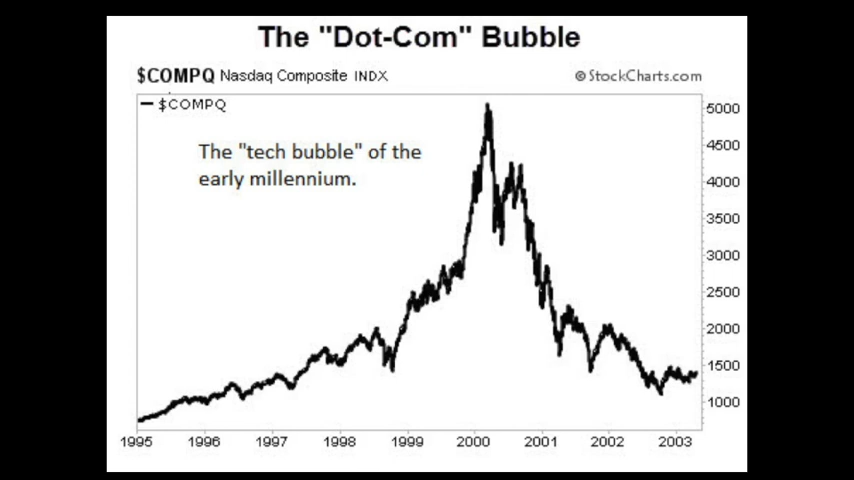 The "Dot-Com" Bubble
$COMPQ Nasdaq Composite INDX
© StockCharts.com
$COMPQ
The "tech bubble" of the
early millennium.
5000
4500
4000
3500
3000
2500
2000
1500
1000
1995 1996 1997 1998 1999 2000 2001 2002 2003